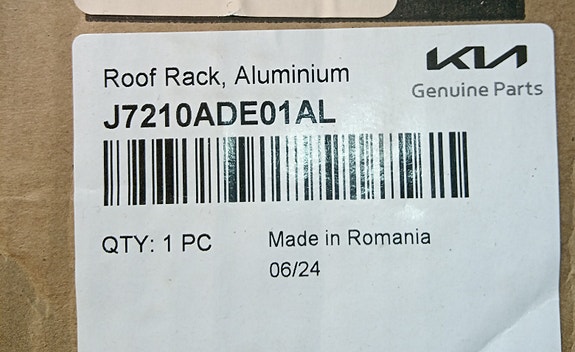 KIA
Genuine Parts
Roof Rack, Aluminium
J7210ADE01AL
QTY: 1 PC
Made in Romania
06/24